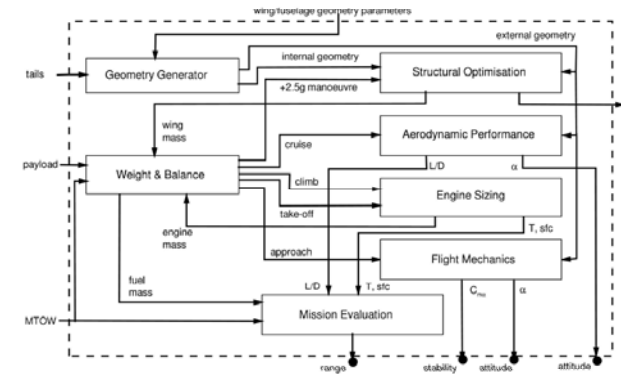 wing/fuselage geometry parameters
external geometry
internal geometry
tails
Geometry Generator
Structural Optimisation
+2.5g manoeuvre
wing
mass
cruise
Aerodynamic Performance
payload
Weight & Balance
L/D
α
climb
Engine Sizing
take-off
engine
mass
T, sfc
approach
Flight Mechanics
fuel
mass
L/D
T, sfc
α
MTOW
Mission Evaluation
range
stability
attitude
attitude